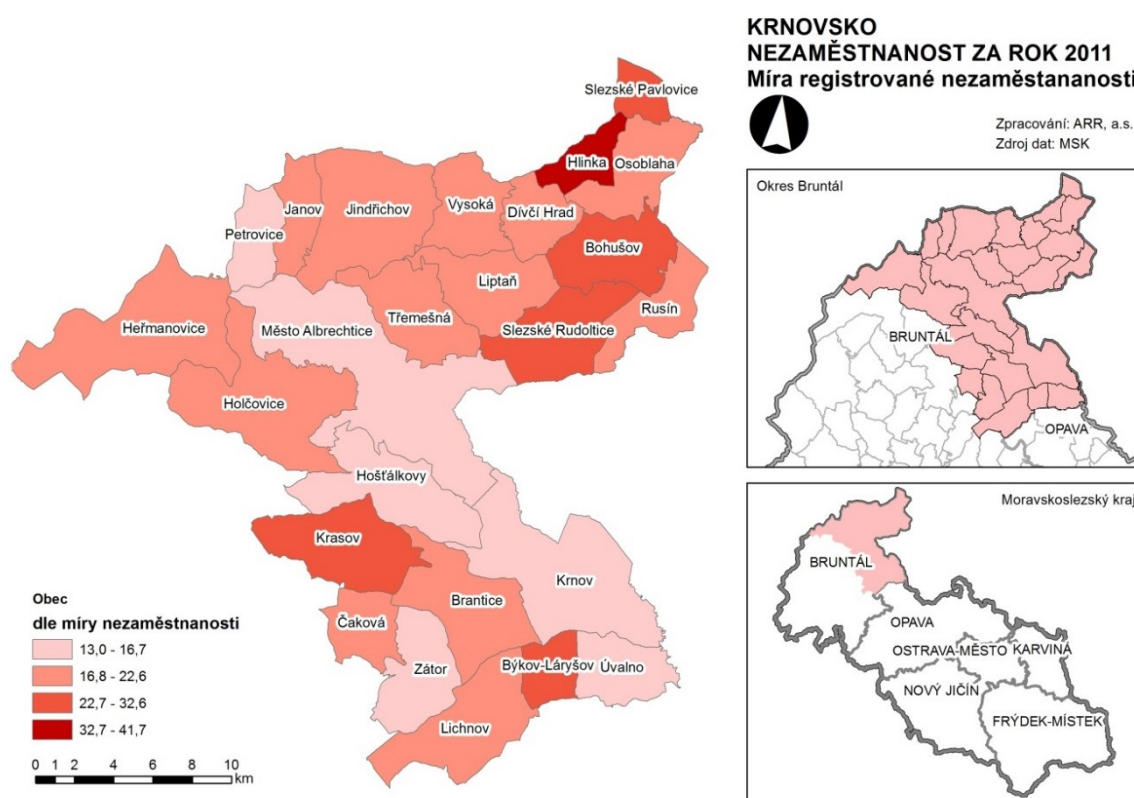 KRNOVSKO
NEZAMĚSTNANOST ZA ROK 2011
Míra registrované nezaměstananosti
Zpracování: ARR, a.s.
Zdroj dat: MSK
Slezské Pavlovice
Hlinka
Osoblaha
Janov
Jindřichov
Vysoká
Dívčí Hrad
Petrovice
Bohušov
Liptaň
Rusín
Heřmanovice
Město Albrechtice
Třemešná
Slezské Rudoltice
Holčovice
Hošťálkovy
Krasov
Krnov
Brantice
Čaková
Zátor
Býkov-Láryšov
Úvalno
Lichnov
Obec
dle míry nezaměstnanosti
13,0 - 16,7
16,8 - 22,6
22,7 - 32,6
32,7 - 41,7
0 1 2 4 6 8 10
km
Okres Bruntál
BRUNTÁL
OPAVA
Moravskoslezský kraj
BRUNTÁL
OPAVA
OSTRAVA-MĚSTO
KARVINÁ
NOVÝ JIČÍN
FRÝDEK-MÍSTEK